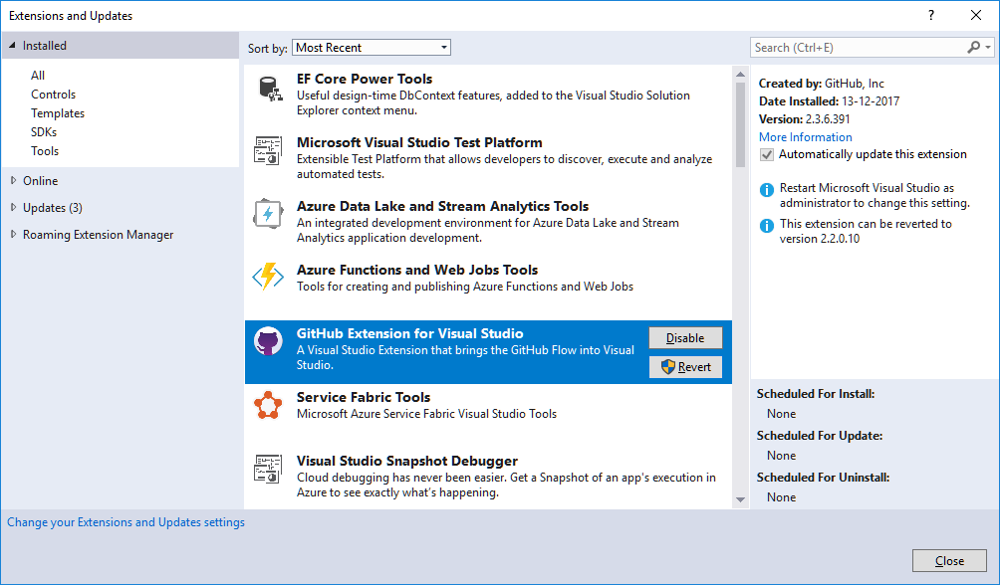 Extensions and Updates
?
Installed
All
Controls
Templates
SDKs
Tools
Online
Updates (3)
Roaming Extension Manager
Sort by: Most Recent
EF Core Power Tools
Useful design-time DbContext features, added to the Visual Studio Solution
Explorer context menu.
Microsoft Visual Studio Test Platform
Extensible Test Platform that allows developers to discover, execute and analyze
automated tests.
Azure Data Lake and Stream Analytics Tools
An integrated development environment for Azure Data Lake and Stream
Analytics application development.
Azure Functions and Web Jobs Tools
Tools for creating and publishing Azure Functions and Web Jobs
GitHub Extension for Visual Studio
A Visual Studio Extension that brings the GitHub Flow into Visual
Studio.
Disable
Revert
Service Fabric Tools
Microsoft Azure Service Fabric Visual Studio Tools
Visual Studio Snapshot Debugger
Cloud debugging has never been easier. Get a Snapshot of an app's execution in
Azure to see exactly what's happening.
Search (Ctrl+E)
Created by: GitHub, Inc
Date Installed: 13-12-2017
Version: 2.3.6.391
More Information
Automatically update this extension
Restart Microsoft Visual Studio as
administrator to change this setting.
This extension can be reverted to
version 2.2.0.10
Scheduled For Install:
None
Scheduled For Update:
None
Scheduled For Uninstall:
None
Change your Extensions and Updates settings
Close